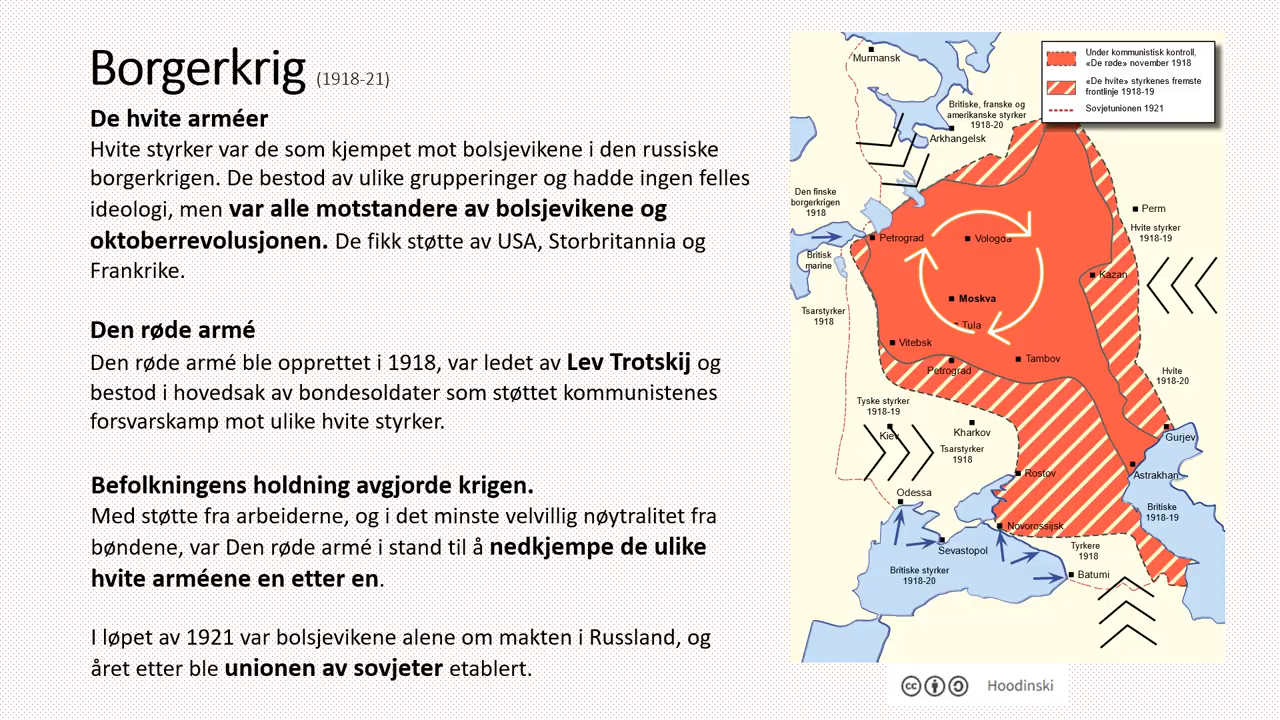 Borgerkrig (1918-21)
De hvite arméer
Hvite styrker var de som kjempet mot bolsjevikene i den russiske
borgerkrigen. De bestod av ulike grupperinger og hadde ingen felles
ideologi, men var alle motstandere av bolsjevikene og
oktoberrevolusjonen. De fikk støtte av USA, Storbritannia og
Frankrike.
Den røde armé
Den røde armé ble opprettet i 1918, var ledet av Lev Trotskij og
bestod i hovedsak av bondesoldater som støttet kommunistenes
forsvarskamp mot ulike hvite styrker.
Befolkningens holdning avgjorde krigen.
Med støtte fra arbeiderne, og i det minste velvillig nøytralitet fra
bøndene, var Den røde armé i stand til å nedkjempe de ulike
hvite arméene en etter en.
I løpet av 1921 var bolsjevikene alene om makten i Russland, og
året etter ble unionen av sovjeter etablert.
Under kommunistisk kontroll,
«De røde» november 1918
«De hvite» styrkenes fremste
frontlinje 1918-19
Sovjetunionen 1921
Murmansk
Britiske, franske og
amerikanske styrker
1918-20
Arkhangelsk
Den finske
borgerkrigen
1918
Perm
Hvite styrker
1918-19
Petrograd
Vologda
Britisk
marine
Kazan
Moskva
Tsarstyrker
1918
Tula
Vitebsk
Tambov
Petrograd
Hvite
1918-20
Tyske styrker
1918-19
Kiev
Kharkov
Gurjev
Tsarstyrker
1918
Rostov
Astrakhan
Odessa
Britiske
1918-19
Novorossijsk
Sevastopol
Tyrkere
1918
Britiske styrker
1918-20
Batumi
cc
Hoodinski